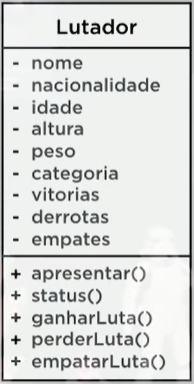 Lutador
- nome
- nacionalidade
- idade
- altura
- peso
- categoria
- vitorias
- derrotas
- empates
+ apresentar()
+ status()
+ ganharLuta()
+ perderLuta()
+ empatarLuta()